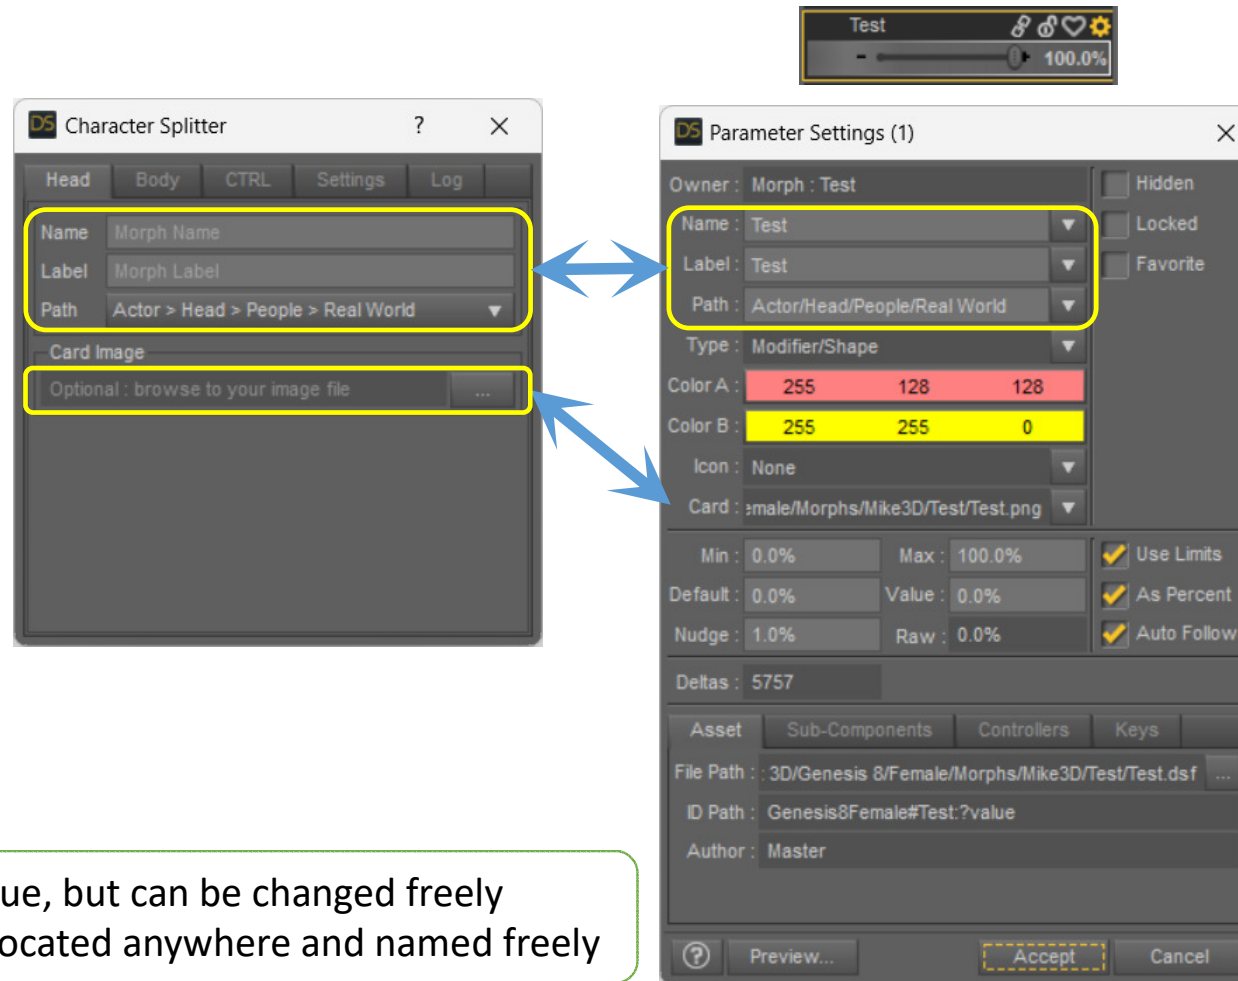 Test
- + 100.0%
DS Character Splitter ? ×
Head Body CTRL Settings Log
Name Morph Name
Label Morph Label
Path Actor > Head > People > Real World
Card Image
Optional : browse to your image file ...
DS Parameter Settings (1) ×
Owner : Morph : Test Hidden
Name : Test Locked
Label : Test Favorite
Path : Actor/Head/People/Real World
Type : Modifier/Shape
Color A : 255 128 128
Color B : 255 255 0
Icon : None
Card : emale/Morphs/Mike3D/Test/Test.png
Min : 0.0% Max : 100.0% Use Limits
Default : 0.0% Value : 0.0% As Percent
Nudge : 1.0% Raw : 0.0% Auto Follow
Deltas : 5757
Asset Sub-Components Controllers Keys
File Path : : 3D/Genesis 8/Female/Morphs/Mike3D/Test/Test.dsf ...
ID Path : Genesis8Female#Test:?value
Author : Master
? Preview... Accept Cancel
ue, but can be changed freely
ocated anywhere and named freely